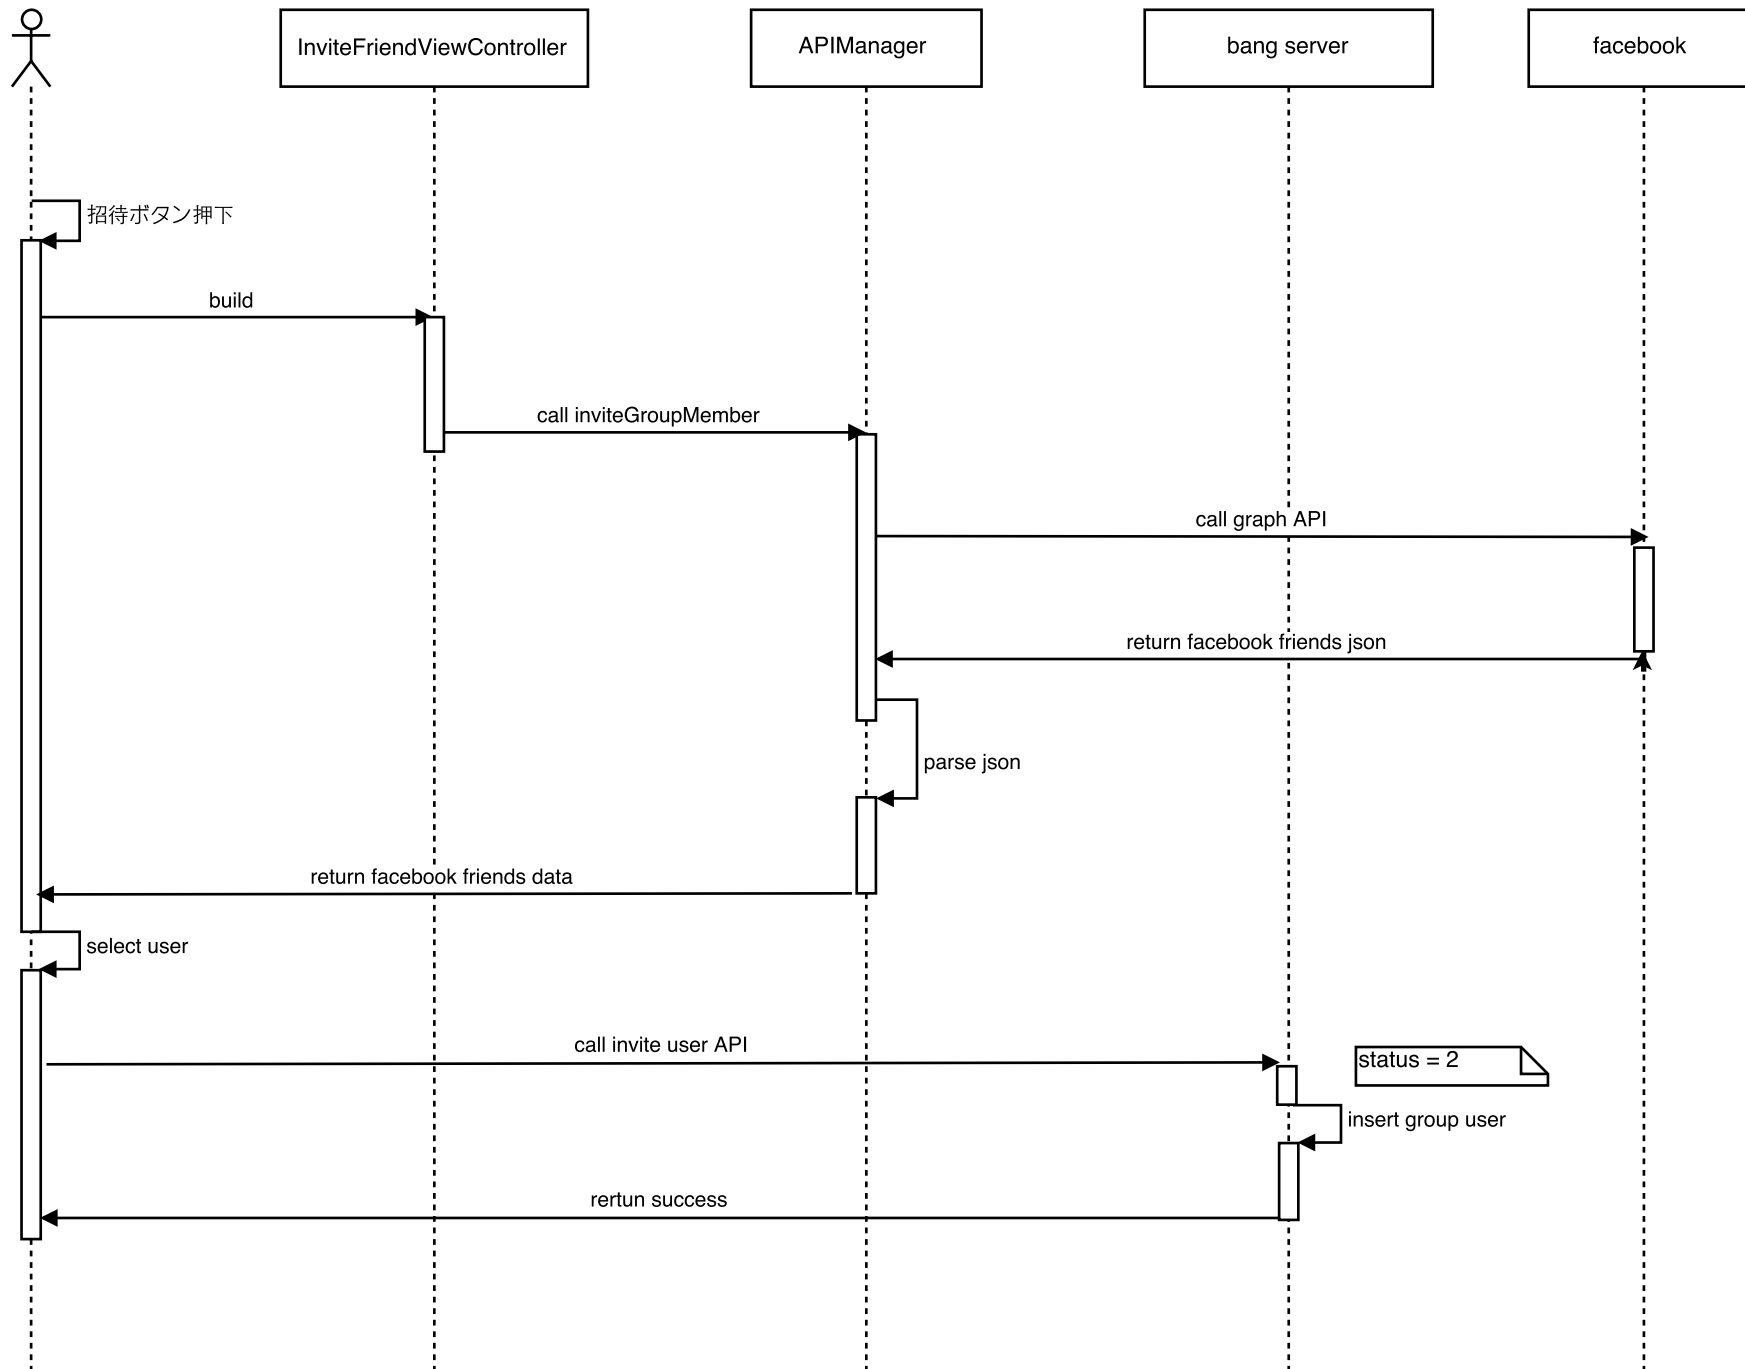 InviteFriendViewController
APIManager
bang server
facebook
招待ボタン押下
build
call inviteGroupMember
call graph API
return facebook friends json
parse json
return facebook friends data
select user
call invite user API
status = 2
insert group user
rertun success